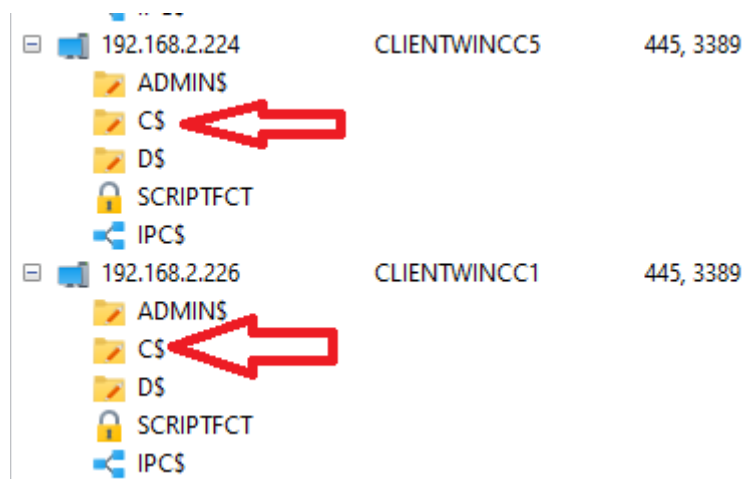 192.168.2.224 CLIENTWINCC5 445, 3389
ADMIN$
C$
D$
SCRIPTFCT
IPC$
192.168.2.226 CLIENTWINCC1 445, 3389
ADMIN$
C$
D$
SCRIPTFCT
IPC$